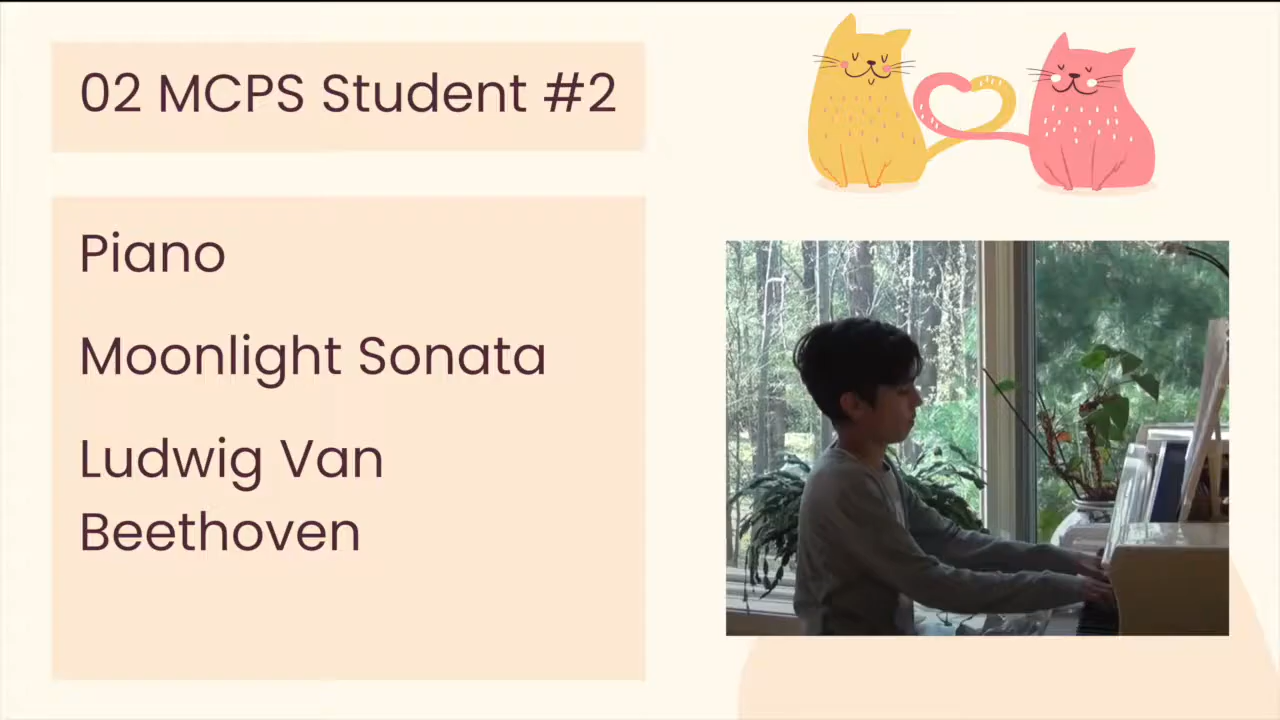 02 MCPS Student #2
Piano
Moonlight Sonata
Ludwig Van
Beethoven